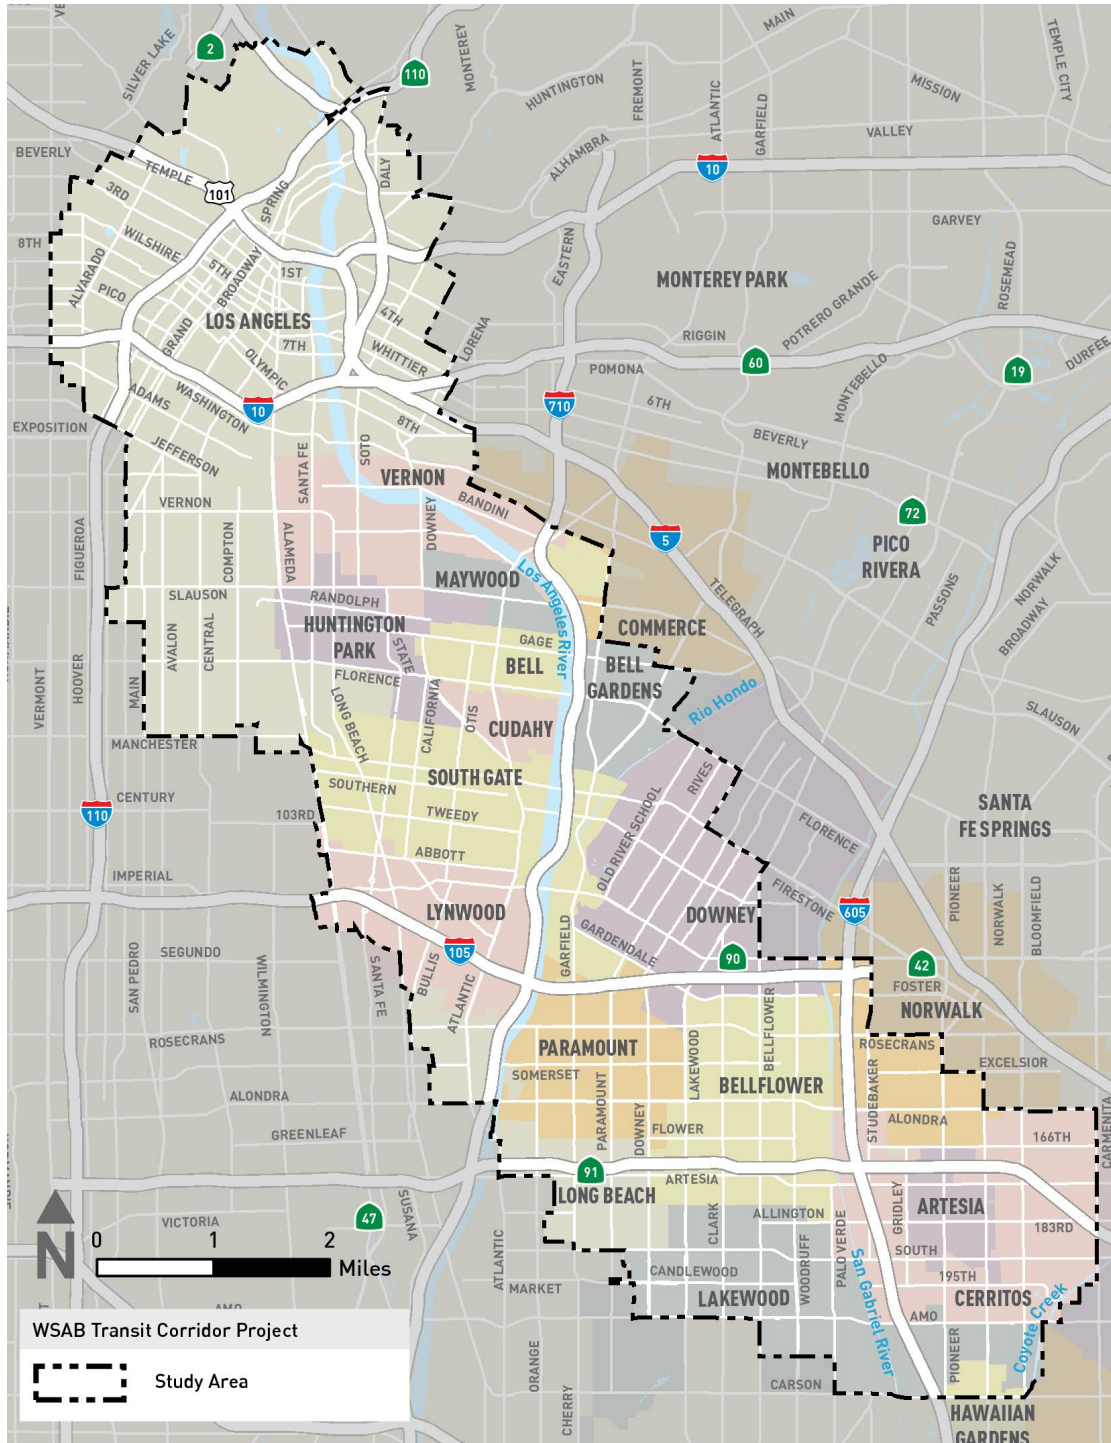 SILVER LAKE
2
110
MONTEREY
HUNTINGTON
FREMONT
ATLANTIC
GARFIELD
MAIN
MISSION
TEMPLE CITY
VALLEY
ALHAMBRA
10
BEVERLY
TEMPLE
101
3RD
SPRING
DALY
8TH
WILSHIRE
5TH
BROADWAY
1ST
ALVARADO
PICO
GRAND
LOS ANGELES
4TH
7TH
WHITTIER
LORENA
EASTERN
GARVEY
ROSEMEAD
MONTEREY PARK
POTRERO GRANDE
RIGGIN
60
19
DURFEE
POMONA
MONTEBELLO
OLYMPIC
WASHINGTON
ADAMS
10
710
6TH
8TH
BEVERLY
EXPOSITION
JEFFERSON
SANTA FE
SOTO
VERNON
MONTEBELLO
VERNON
DOWNEY
BANDINI
72
5
PICO
RIVERA
FIGUEROA
COMPTON
ALAMEDA
MAYWOOD
Los Angeles River
TELEGRAPH
PASSONS
NORWALK
BROADWAY
SLAUSON
RANDOLPH
HUNTINGTON
PARK
STATE
GAGE
BELL
COMMERCE
BELL
GARDENS
AVALON
CENTRAL
VERMONT
HOOVER
MAIN
FLORENCE
LONG BEACH
CALIFORNIA
OTIS
CUDAHY
Rio Hondo
SLAUSON
MANCHESTER
SOUTH GATE
SOUTHERN
TWEEDY
RIVES
OLD RIVER SCHOOL
CENTURY
110
103RD
ABBOTT
FLORENCE
SANTA
FE SPRINGS
IMPERIAL
LYNWOOD
105
GARFIELD
GARDENDALE
DOWNEY
FIRESTONE
605
PIONEER
NORWALK
BLOOMFIELD
90
42
SAN PEDRO
SEGUNDO
WILMINGTON
SANTA FE
BULLIS
ATLANTIC
FOSTER
NORWALK
ROSECRANS
PARAMOUNT
SOMERSET
PARAMOUNT
LAKEWOOD
BELLFLOWER
BELLFLOWER
ROSECRANS
STUDEBAKER
EXCELSIOR
ALONDRA
GREENLEAF
DOWNEY
FLOWER
ALONDRA
166TH
CARMENITA
91
LONG BEACH
ARTESIA
CLARK
ALLINGTON
WOODRUFF
PALO VERDE
GRIDLEY
ARTESIA
183RD
VICTORIA
47
SUSANA
ATLANTIC
MARKET
CANDLEWOOD
LAKEWOOD
San Gabriel River
SOUTH
195TH
CERRITOS
Coyote Creek
AMO
AMO
PIONEER
N
0 1 2
Miles
ORANGE
CHERRY
CARSON
HAWAIIAN
GARDENS
WSAB Transit Corridor Project
Study Area